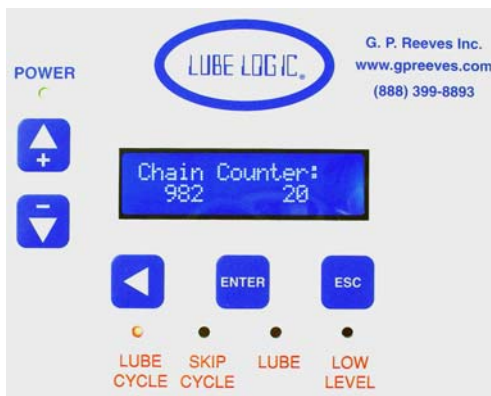 LUBE LOGIC®
G. P. Reeves Inc.
www.gpreeves.com
(888) 399-8893
POWER
+
−
Chain Counter:
982 20
ENTER
ESC
LUBE CYCLE
SKIP CYCLE
LUBE
LOW LEVEL